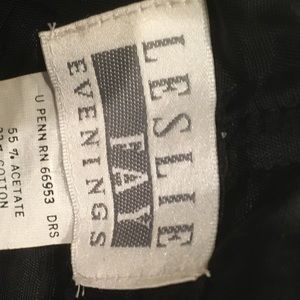 LESLIE
FAY
EVENINGS
U PENN RN 66953 DRS
55 % ACETATE
COTTON